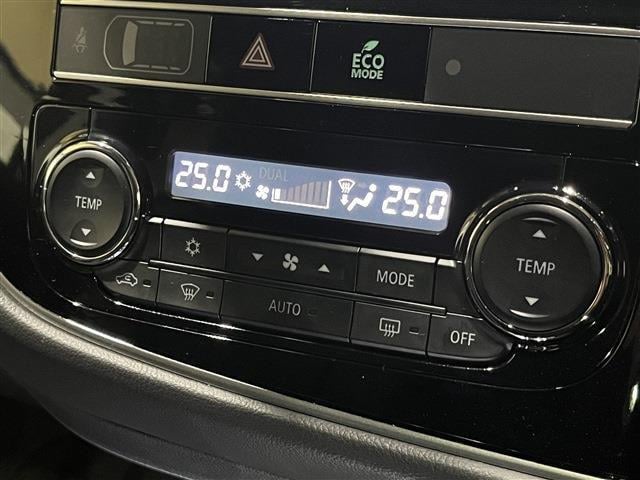 ECO
MODE
25.0 DUAL 25.0
TEMP
TEMP
MODE
AUTO
OFF